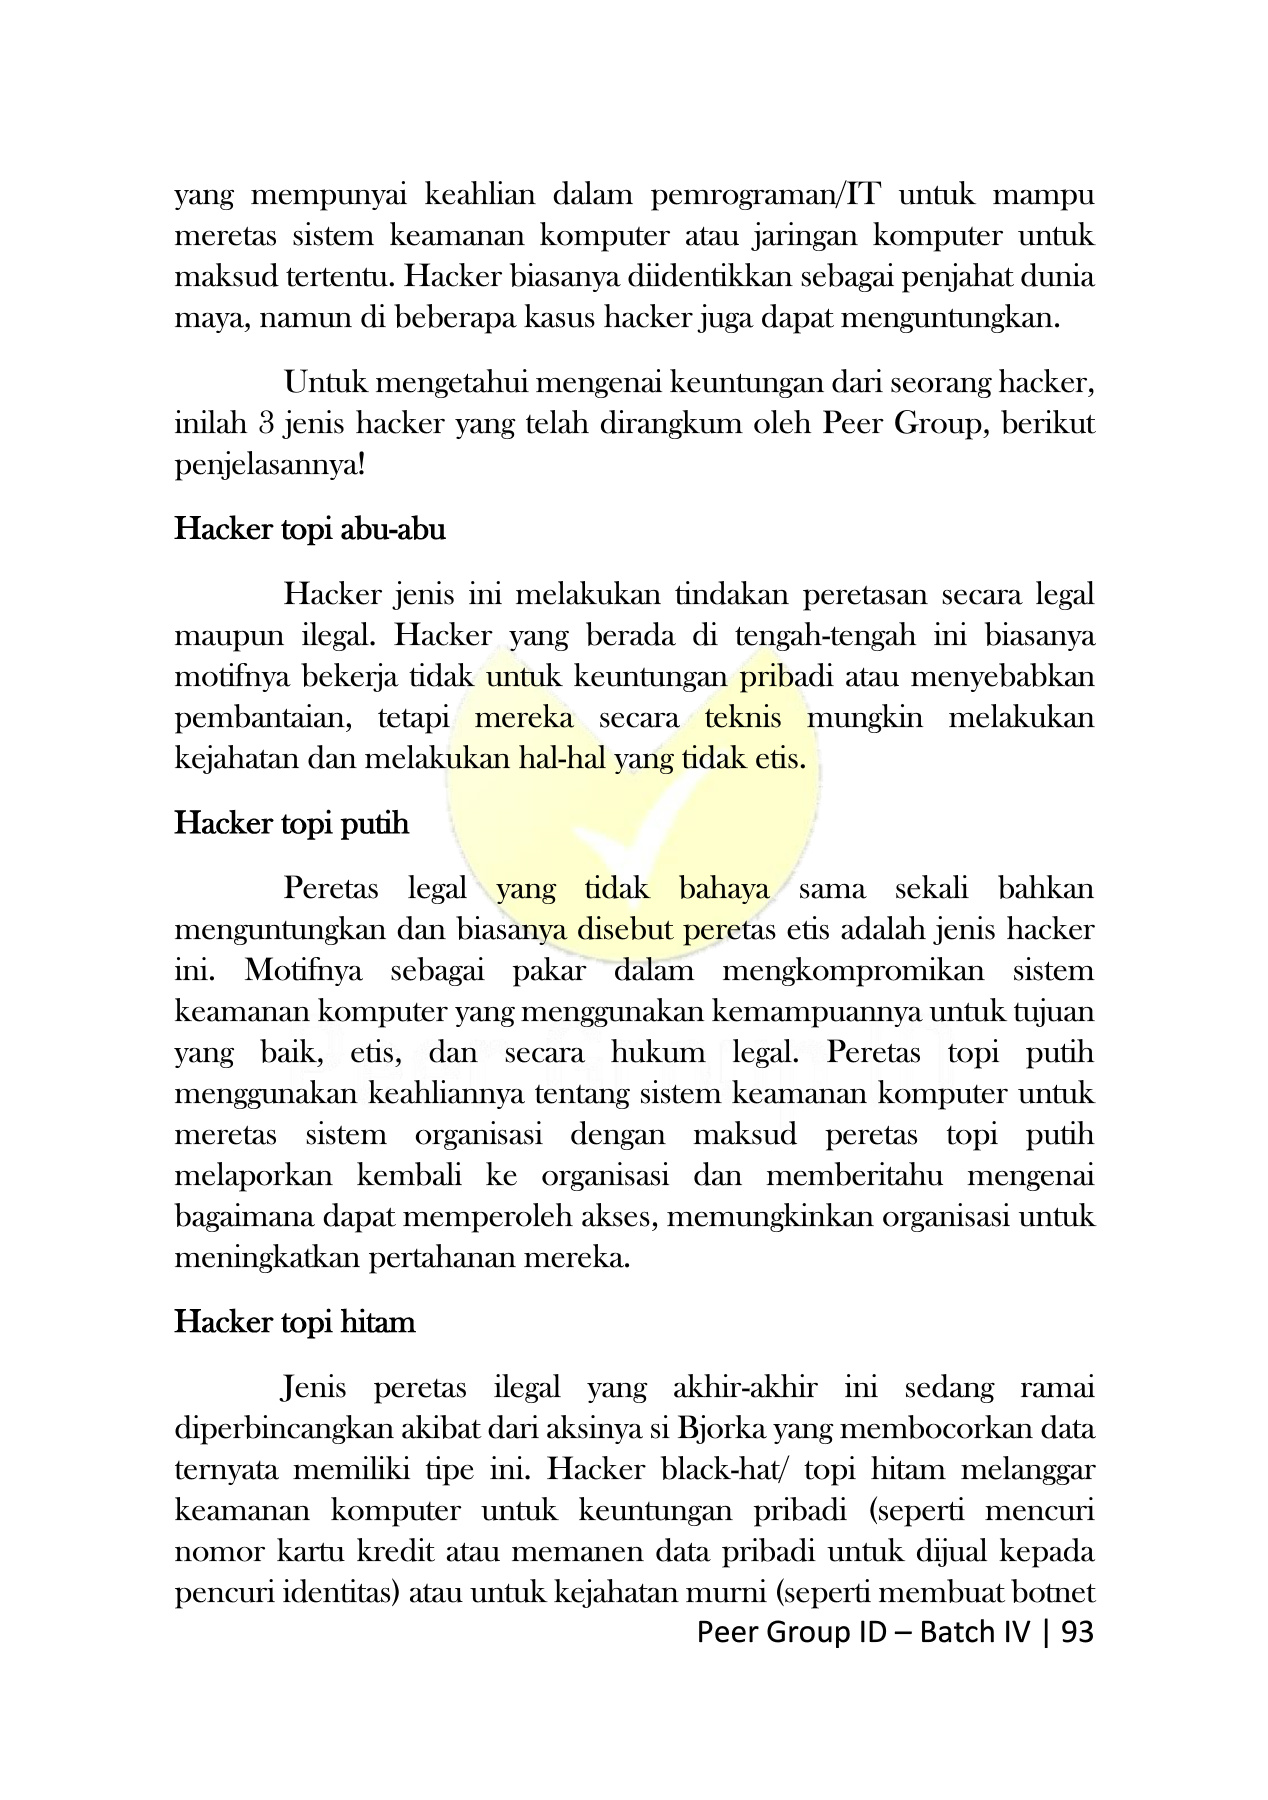 yang mempunyai keahlian dalam pemrograman/IT untuk mampu
meretas sistem keamanan komputer atau jaringan komputer untuk
maksud tertentu. Hacker biasanya diidentikkan sebagai penjahat dunia
maya, namun di beberapa kasus hacker juga dapat menguntungkan.
Untuk mengetahui mengenai keuntungan dari seorang hacker,
inilah 3 jenis hacker yang telah dirangkum oleh Peer Group, berikut
penjelasannya!
Hacker topi abu-abu
Hacker jenis ini melakukan tindakan peretasan secara legal
maupun ilegal. Hacker yang berada di tengah-tengah ini biasanya
motifnya bekerja tidak untuk keuntungan pribadi atau menyebabkan
pembantaian, tetapi mereka secara teknis mungkin melakukan
kejahatan dan melakukan hal-hal yang tidak etis.
Hacker topi putih
Peretas legal yang tidak bahaya sama sekali bahkan
menguntungkan dan biasanya disebut peretas etis adalah jenis hacker
ini. Motifnya sebagai pakar dalam mengkompromikan sistem
keamanan komputer yang menggunakan kemampuannya untuk tujuan
yang baik, etis, dan secara hukum legal. Peretas topi putih
menggunakan keahliannya tentang sistem keamanan komputer untuk
meretas sistem organisasi dengan maksud peretas topi putih
melaporkan kembali ke organisasi dan memberitahu mengenai
bagaimana dapat memperoleh akses, memungkinkan organisasi untuk
meningkatkan pertahanan mereka.
Hacker topi hitam
Jenis peretas ilegal yang akhir-akhir ini sedang ramai
diperbincangkan akibat dari aksinya si Bjorka yang membocorkan data
ternyata memiliki tipe ini. Hacker black-hat/ topi hitam melanggar
keamanan komputer untuk keuntungan pribadi (seperti mencuri
nomor kartu kredit atau memanen data pribadi untuk dijual kepada
pencuri identitas) atau untuk kejahatan murni (seperti membuat botnet
Peer Group ID – Batch IV | 93